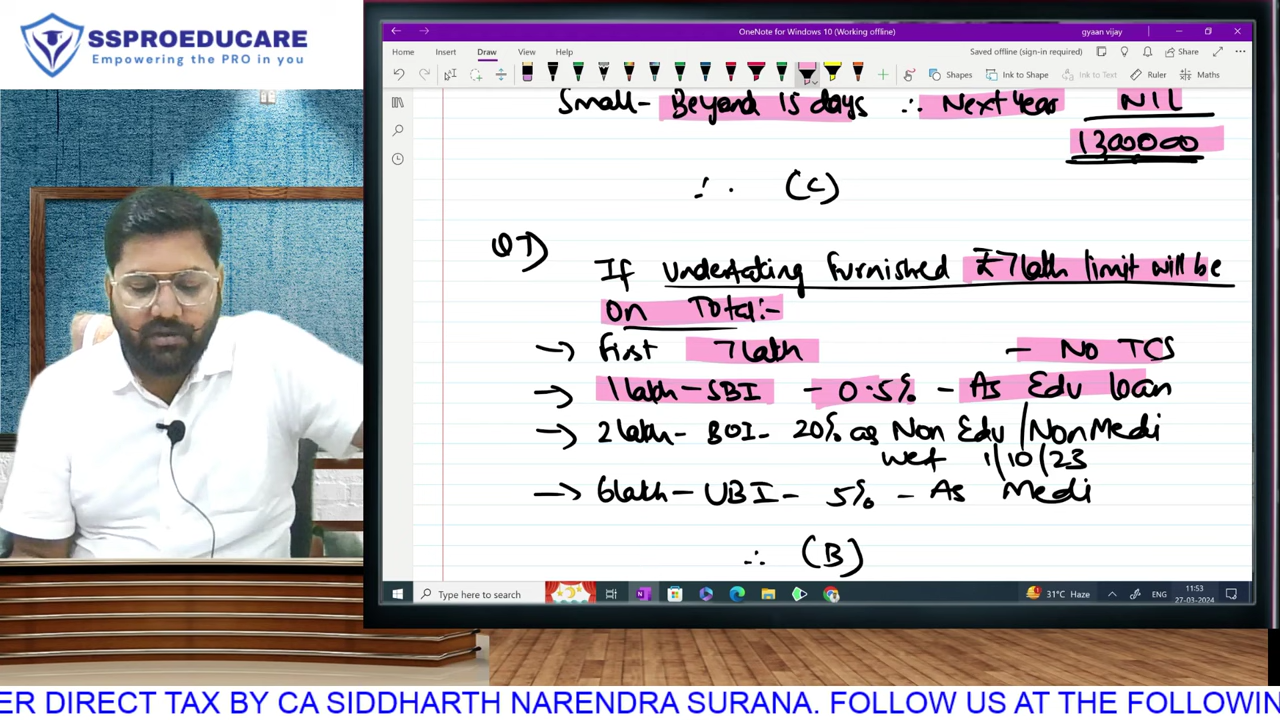 SSPROEDUCARE
Empowering the PRO in you
OneNote for Windows 10 (Working offline)
gyaan vijay
Home Insert Draw View Help
Saved offline (sign-in required)
Share
Shapes Ink to Shape Ink to Text Ruler Maths
Small- Beyond 15 days ∴ Next Year NIL
1300000
∴ (C)
Q7)
If undertaking furnished ₹7lakh limit will be
on Total:-
→ first 7lakh - No TCS
→ 1lakh-SBI - 0.5% - As Edu loan
→ 2lakh- BOI- 20% as Non Edu/Non Medi
wef 1/10/23
→ 6lakh-UBI- 5% - As Medi
∴ (B)
Type here to search
31°C Haze
ENG
11:53
27-03-2024
ER DIRECT TAX BY CA SIDDHARTH NARENDRA SURANA. FOLLOW US AT THE FOLLOWIN